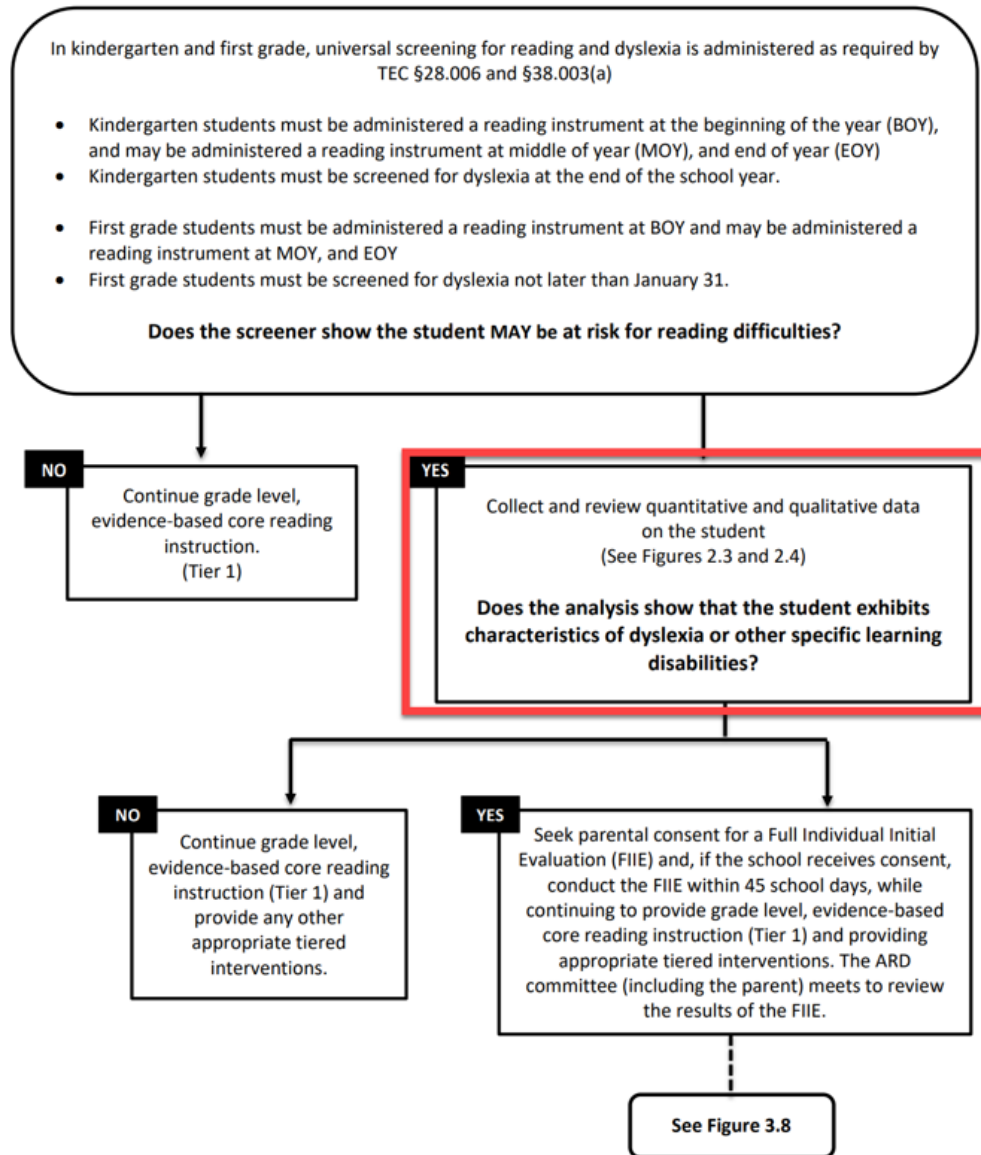 In kindergarten and first grade, universal screening for reading and dyslexia is administered as required by
TEC §28.006 and §38.003(a)
• Kindergarten students must be administered a reading instrument at the beginning of the year (BOY),
and may be administered a reading instrument at middle of year (MOY), and end of year (EOY)
• Kindergarten students must be screened for dyslexia at the end of the school year.
• First grade students must be administered a reading instrument at BOY and may be administered a
reading instrument at MOY, and EOY
• First grade students must be screened for dyslexia not later than January 31.
Does the screener show the student MAY be at risk for reading difficulties?
NO
Continue grade level,
evidence-based core reading
instruction.
(Tier 1)
YES
Collect and review quantitative and qualitative data
on the student
(See Figures 2.3 and 2.4)
Does the analysis show that the student exhibits
characteristics of dyslexia or other specific learning
disabilities?
NO
Continue grade level,
evidence-based core reading
instruction (Tier 1) and
provide any other
appropriate tiered
interventions.
YES
Seek parental consent for a Full Individual Initial
Evaluation (FIIE) and, if the school receives consent,
conduct the FIIE within 45 school days, while
continuing to provide grade level, evidence-based
core reading instruction (Tier 1) and providing
appropriate tiered interventions. The ARD
committee (including the parent) meets to review
the results of the FIIE.
See Figure 3.8